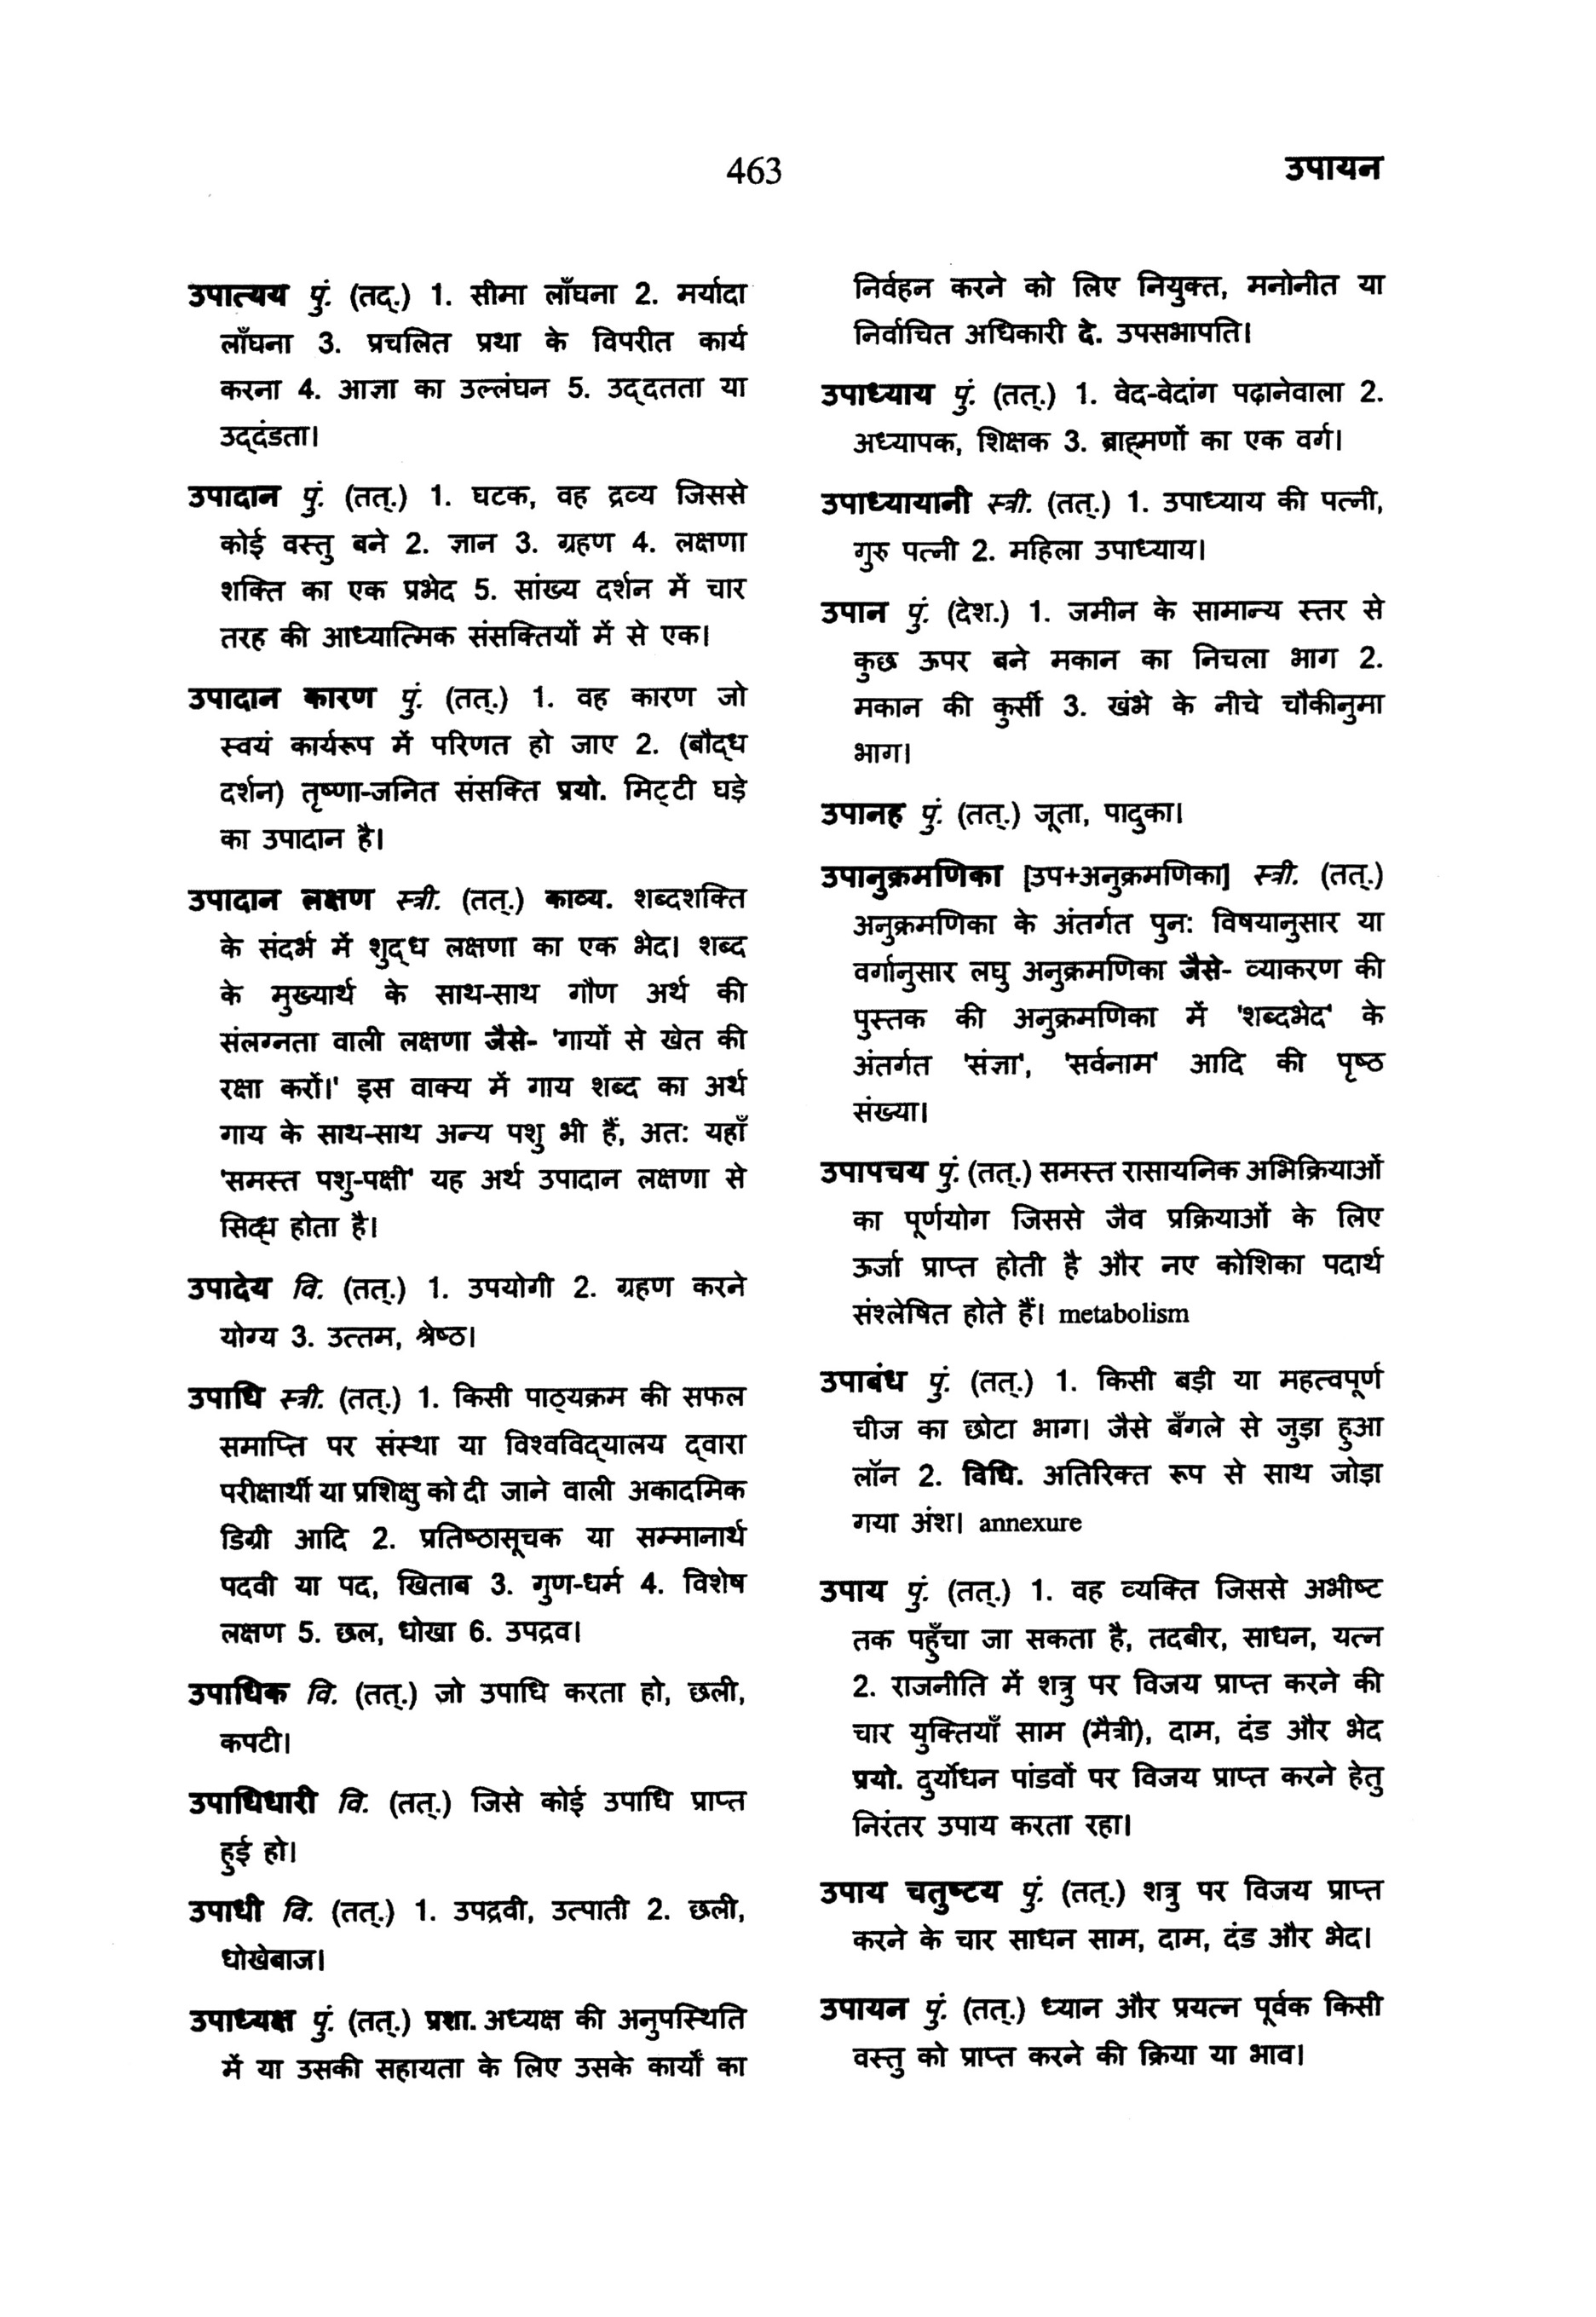 463
उपायन
उपात्यय पुं. (तद्.) 1. सीमा लाँघना 2. मर्यादा
लाँघना 3. प्रचलित प्रथा के विपरीत कार्य
करना 4. आज्ञा का उल्लंघन 5. उद्दतता या
उद्दंडता।
उपादान पुं. (तत्.) 1. घटक, वह द्रव्य जिससे
कोई वस्तु बने 2. ज्ञान 3. ग्रहण 4. लक्षणा
शक्ति का एक प्रभेद 5. सांख्य दर्शन में चार
तरह की आध्यात्मिक संसक्तियों में से एक।
उपादान कारण पुं. (तत्.) 1. वह कारण जो
स्वयं कार्यरूप में परिणत हो जाए 2. (बौद्ध
दर्शन) तृष्णा-जनित संसक्ति प्रयो. मिट्टी घड़े
का उपादान है।
उपादान लक्षण स्त्री. (तत्.) काव्य. शब्दशक्ति
के संदर्भ में शुद्ध लक्षणा का एक भेद। शब्द
के मुख्यार्थ के साथ-साथ गौण अर्थ की
संलग्नता वाली लक्षणा जैसे- 'गायों से खेत की
रक्षा करों।' इस वाक्य में गाय शब्द का अर्थ
गाय के साथ-साथ अन्य पशु भी हैं, अत: यहाँ
'समस्त पशु-पक्षी' यह अर्थ उपादान लक्षणा से
सिद्ध होता है।
उपादेय वि. (तत्.) 1. उपयोगी 2. ग्रहण करने
योग्य 3. उत्तम, श्रेष्ठ।
उपाधि स्त्री. (तत्.) 1. किसी पाठ्यक्रम की सफल
समाप्ति पर संस्था या विश्वविद्यालय द्वारा
परीक्षार्थी या प्रशिक्षु को दी जाने वाली अकादमिक
डिग्री आदि 2. प्रतिष्ठासूचक या सम्मानार्थ
पदवी या पद, खिताब 3. गुण-धर्म 4. विशेष
लक्षण 5. छल, धोखा 6. उपद्रव।
उपाधिक वि. (तत्.) जो उपाधि करता हो, छली,
कपटी।
उपाधिधारी वि. (तत्.) जिसे कोई उपाधि प्राप्त
हुई हो।
उपाधी वि. (तत्.) 1. उपद्रवी, उत्पाती 2. छली,
धोखेबाज।
उपाध्यक्ष पुं. (तत्.) प्रशा. अध्यक्ष की अनुपस्थिति
में या उसकी सहायता के लिए उसके कार्यों का
निर्वहन करने को लिए नियुक्त, मनोनीत या
निर्वाचित अधिकारी दे. उपसभापति।
उपाध्याय पुं. (तत्.) 1. वेद-वेदांग पढ़ानेवाला 2.
अध्यापक, शिक्षक 3. ब्राह्मणों का एक वर्ग।
उपाध्यायानी स्त्री. (तत्.) 1. उपाध्याय की पत्नी,
गुरु पत्नी 2. महिला उपाध्याय।
उपान पुं. (देश.) 1. जमीन के सामान्य स्तर से
कुछ ऊपर बने मकान का निचला भाग 2.
मकान की कुर्सी 3. खंभे के नीचे चौकीनुमा
भाग।
उपानह पुं. (तत्.) जूता, पादुका।
उपानुक्रमणिका [उप+अनुक्रमणिका] स्त्री. (तत्.)
अनुक्रमणिका के अंतर्गत पुन: विषयानुसार या
वर्गानुसार लघु अनुक्रमणिका जैसे- व्याकरण की
पुस्तक की अनुक्रमणिका में 'शब्दभेद' के
अंतर्गत 'संज्ञा', 'सर्वनाम' आदि की पृष्ठ
संख्या।
उपापचय पुं. (तत्.) समस्त रासायनिक अभिक्रियाओं
का पूर्णयोग जिससे जैव प्रक्रियाओं के लिए
ऊर्जा प्राप्त होती है और नए कोशिका पदार्थ
संश्लेषित होते हैं। metabolism
उपाबंध पुं. (तत्.) 1. किसी बड़ी या महत्वपूर्ण
चीज का छोटा भाग। जैसे बँगले से जुड़ा हुआ
लॉन 2. विधि. अतिरिक्त रूप से साथ जोड़ा
गया अंश। annexure
उपाय पुं. (तत्.) 1. वह व्यक्ति जिससे अभीष्ट
तक पहुँचा जा सकता है, तदबीर, साधन, यत्न
2. राजनीति में शत्रु पर विजय प्राप्त करने की
चार युक्तियाँ साम (मैत्री), दाम, दंड और भेद
प्रयो. दुर्योधन पांडवों पर विजय प्राप्त करने हेतु
निरंतर उपाय करता रहा।
उपाय चतुष्टय पुं. (तत्.) शत्रु पर विजय प्राप्त
करने के चार साधन साम, दाम, दंड और भेद।
उपायन पुं. (तत्.) ध्यान और प्रयत्न पूर्वक किसी
वस्तु को प्राप्त करने की क्रिया या भाव।